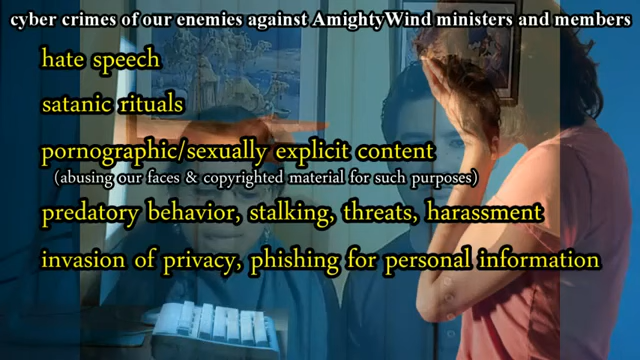 cyber crimes of our enemies against AmightyWind ministers and members
hate speech
satanic rituals
pornographic/sexually explicit content
(abusing our faces & copyrighted material for such purposes)
predatory behavior, stalking, threats, harassment
invasion of privacy, phishing for personal information